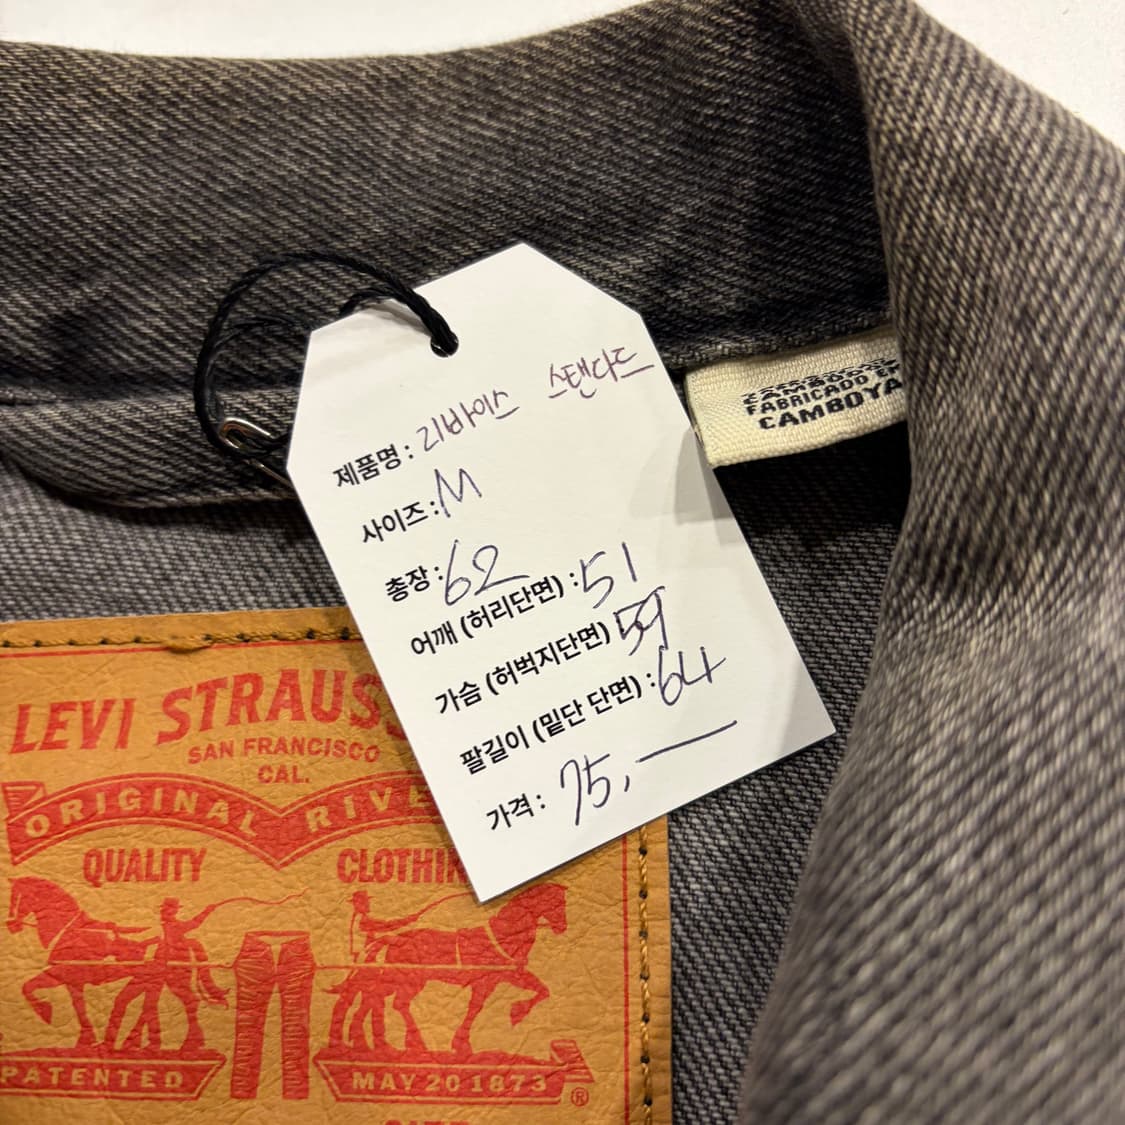 제품명 : 리바이스 스탠다드
사이즈 : M
총장 : 62
어깨 (허리단면) : 51
가슴 (허벅지단면) 59
팔길이 (밑단 단면) : 64
가격 : 75,
FABRICADO EN
CAMBOYA
LEVI STRAUSS
SAN FRANCISCO
CAL.
ORIGINAL RIVE
QUALITY CLOTHIN
PATENTED MAY 20 1873 ®